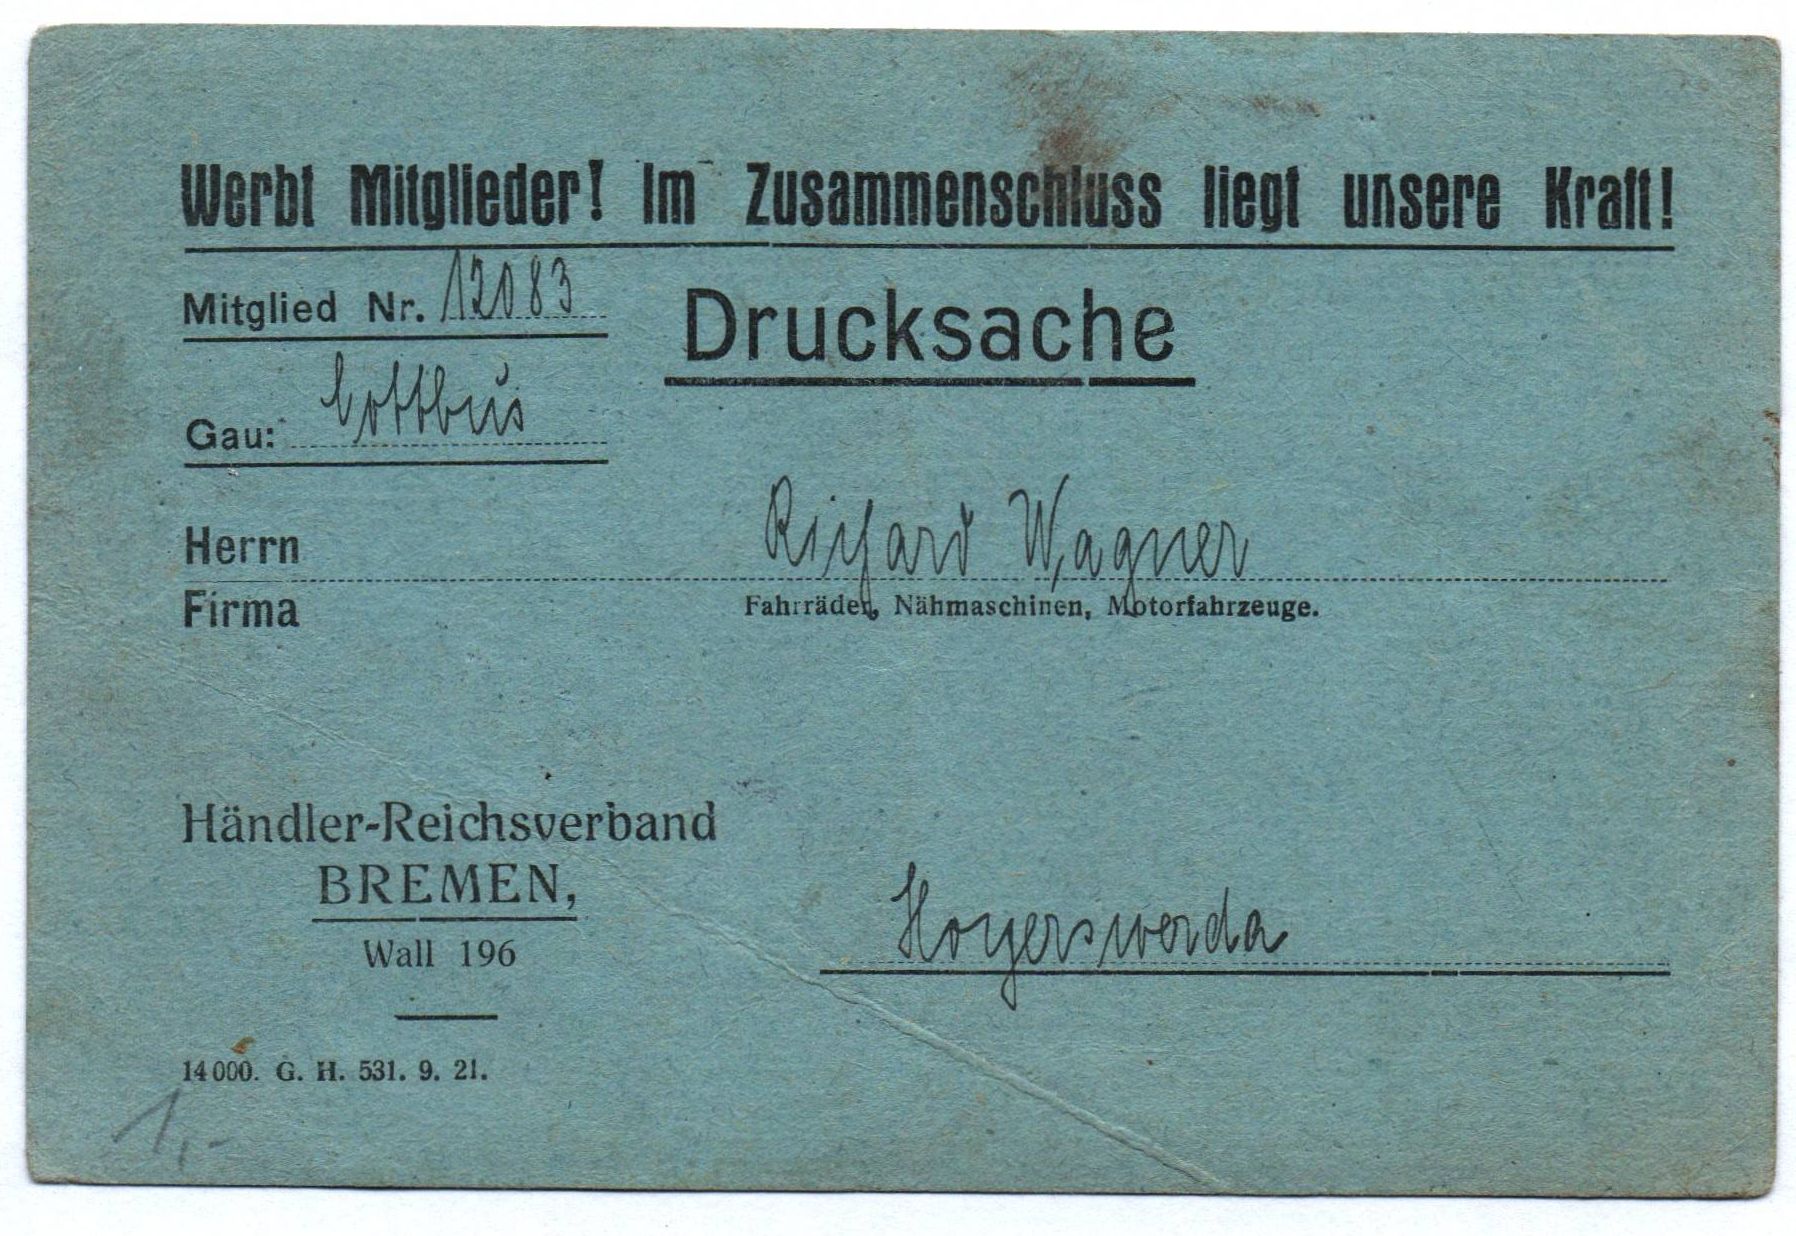 Werbt Mitglieder! Im Zusammenschluss liegt unsere Kraft!
Mitglied Nr. 12083
Drucksache
Gau: Cottbus
Herrn
Richard Wagner
Firma
Fahrräder, Nähmaschinen, Motorfahrzeuge.
Händler-Reichsverband
BREMEN,
Wall 196
Hoyerswerda
14000. G. H. 531. 9. 21.
1,-